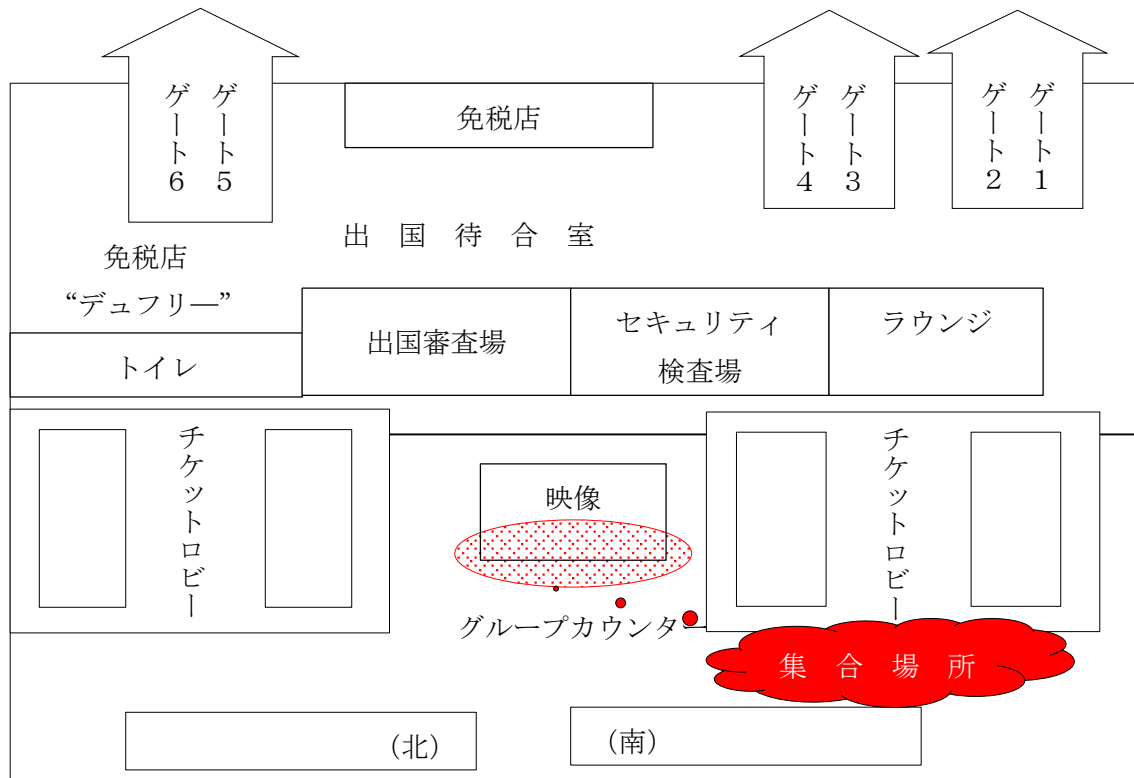 ゲート5
ゲート6
免税店
ゲート3
ゲート4
ゲート1
ゲート2
出国待合室
免税店
“デュフリ―”
トイレ
出国審査場
セキュリティ
検査場
ラウンジ
チケットロビー
映像
チケットロビー
グループカウンター
集合場所
（北）
（南）